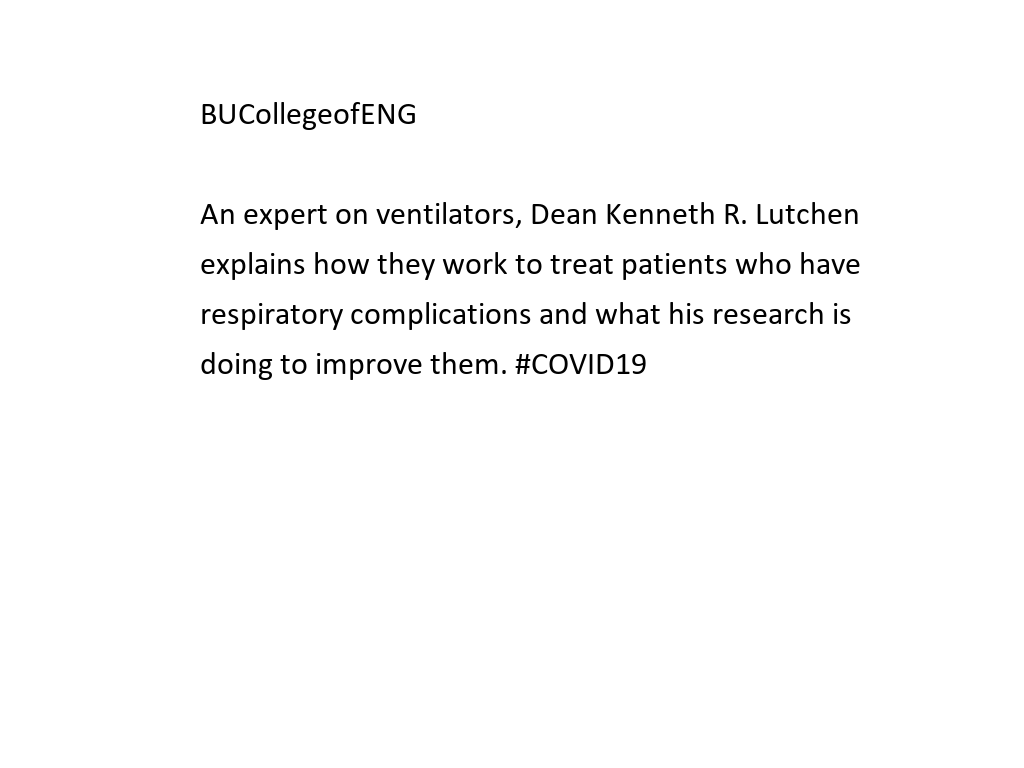 BUCollegeofENG
An expert on ventilators, Dean Kenneth R. Lutchen
explains how they work to treat patients who have
respiratory complications and what his research is
doing to improve them. #COVID19